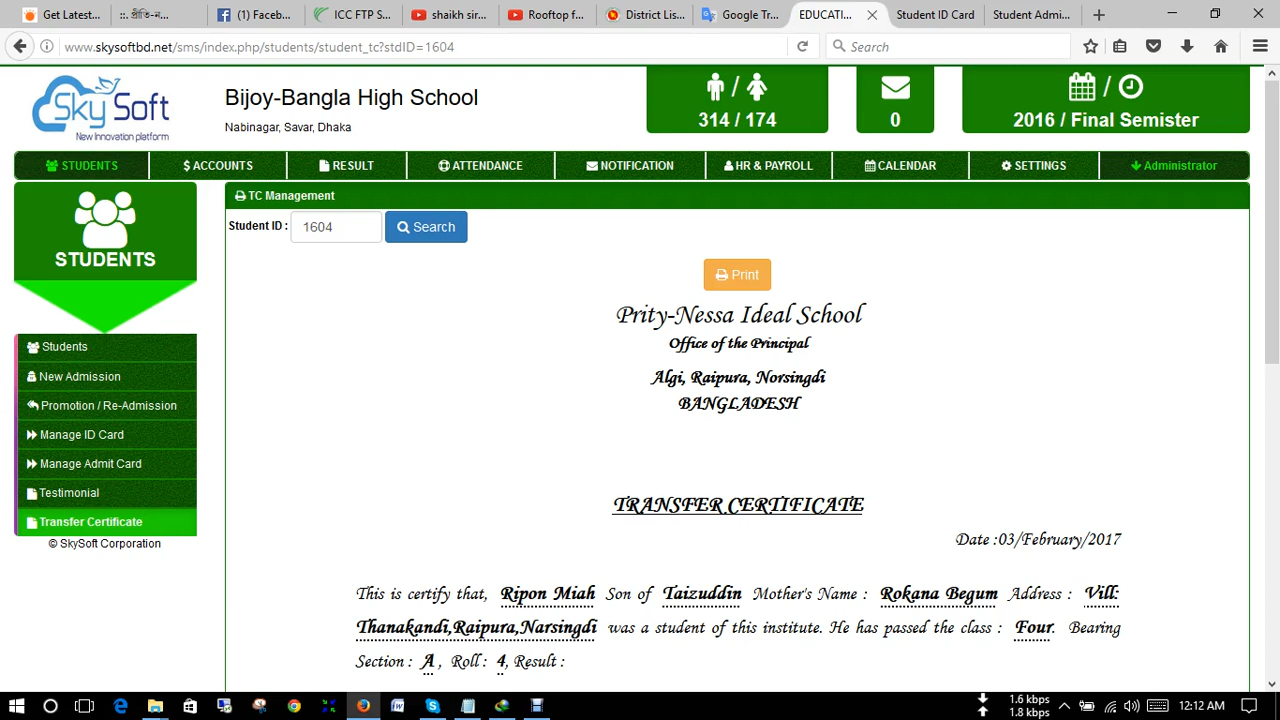 Get Latest...
:: প্রীতি-ন...
(1) Faceb...
ICC FTP S...
shaikh sir...
Rooftop f...
District Lis...
Google Tr...
EDUCATI...
Student ID Card
Student Admi...
www.skysoftbd.net/sms/index.php/students/student_tc?stdID=1604
Search
Sky Soft
New Innovation platform
Bijoy-Bangla High School
Nabinagar, Savar, Dhaka
/
314 / 174
0
/
2016 / Final Semister
STUDENTS
$ ACCOUNTS
RESULT
ATTENDANCE
NOTIFICATION
HR & PAYROLL
CALENDAR
SETTINGS
Administrator
STUDENTS
Students
New Admission
Promotion / Re-Admission
Manage ID Card
Manage Admit Card
Testimonial
Transfer Certificate
© SkySoft Corporation
TC Management
Student ID : 1604 Search
Print
Prity-Nessa Ideal School
Office of the Principal
Algi, Raipura, Norsingdi
BANGLADESH
TRANSFER CERTIFICATE
Date :03/February/2017
This is certify that, Ripon Miah Son of Taizuddin Mother's Name : Rokana Begum Address : Vill:
Thanakandi,Raipura,Narsingdi was a student of this institute. He has passed the class : Four. Bearing
Section : A , Roll : 4, Result :
1.6 kbps
1.8 kbps
12:12 AM